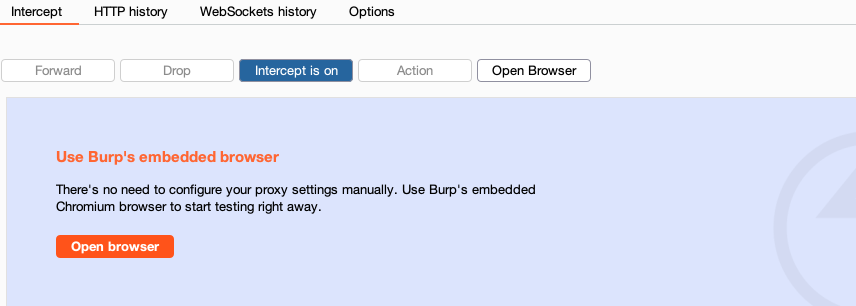 Intercept HTTP history WebSockets history Options
Forward Drop Intercept is on Action Open Browser
Use Burp's embedded browser
There's no need to configure your proxy settings manually. Use Burp's embedded
Chromium browser to start testing right away.
Open browser